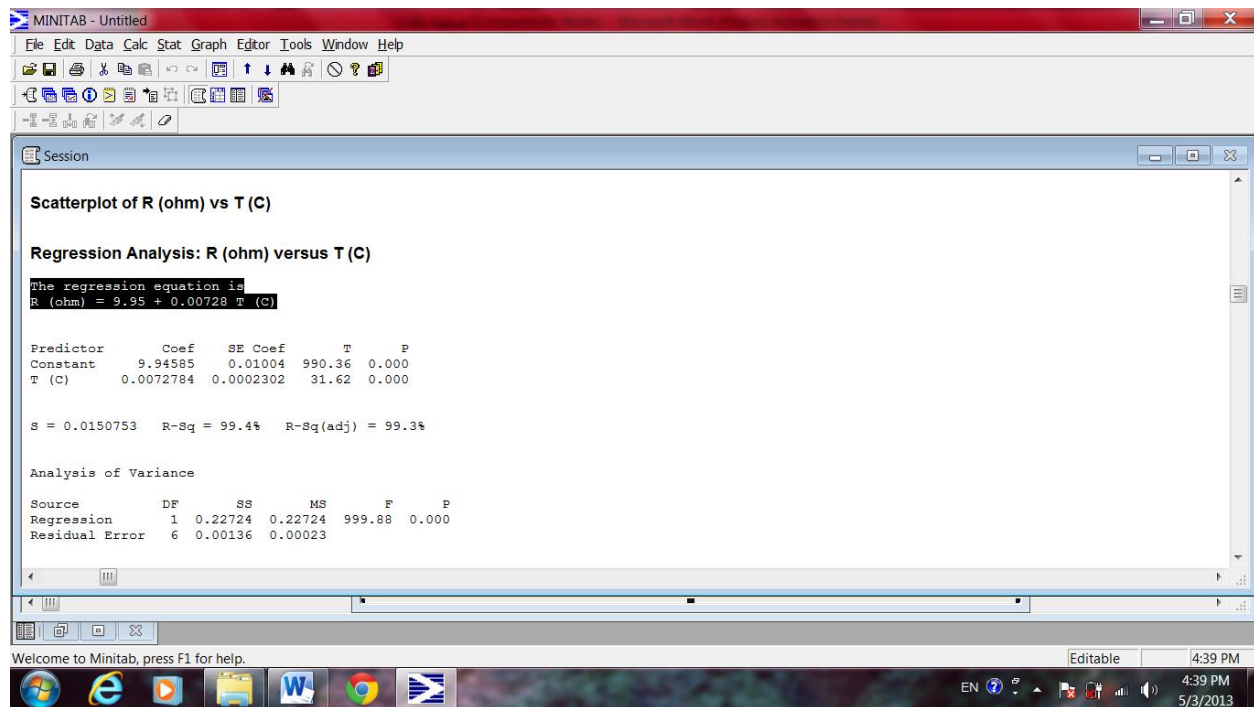 MINITAB - Untitled
File Edit Data Calc Stat Graph Editor Tools Window Help
Session
Scatterplot of R (ohm) vs T (C)
Regression Analysis: R (ohm) versus T (C)
The regression equation is
R (ohm) = 9.95 + 0.00728 T (C)
Predictor Coef SE Coef T P
Constant 9.94585 0.01004 990.36 0.000
T (C) 0.0072784 0.0002302 31.62 0.000
S = 0.0150753 R-Sq = 99.4% R-Sq(adj) = 99.3%
Analysis of Variance
Source DF SS MS F P
Regression 1 0.22724 0.22724 999.88 0.000
Residual Error 6 0.00136 0.00023
Welcome to Minitab, press F1 for help. Editable 4:39 PM
EN 4:39 PM
5/3/2013